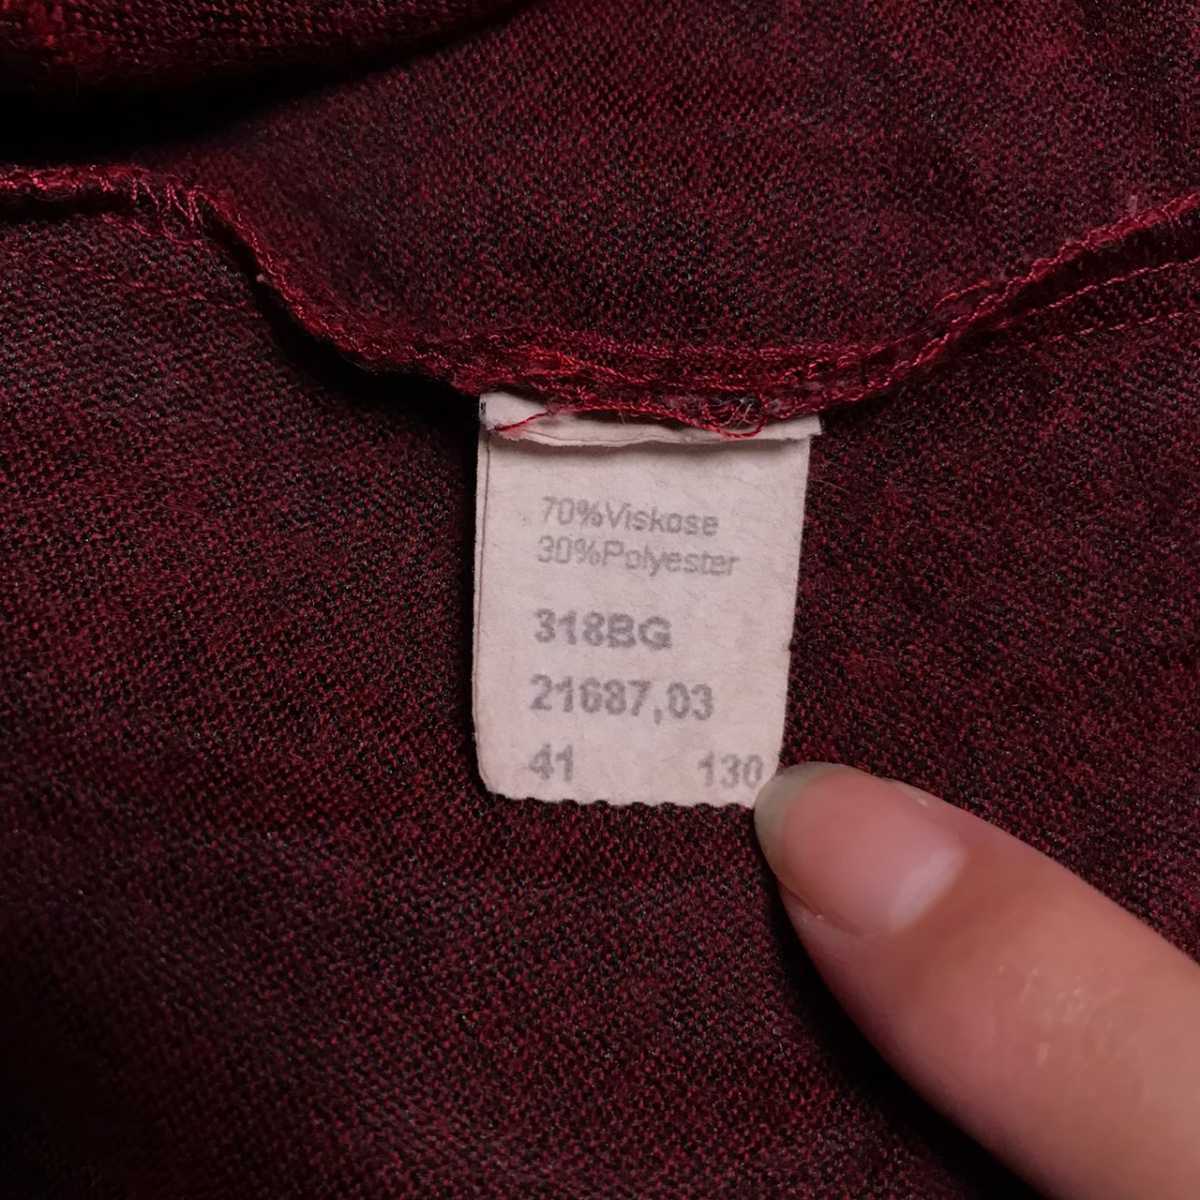 70%Viskose
30%Polyester
318BG
21687,03
41 130